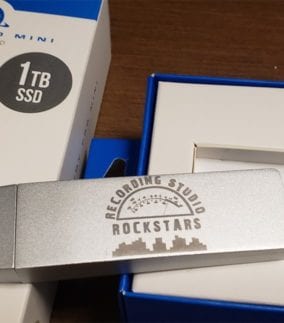 MINI
1TB
SSD
RECORDING STUDIO
ROCKSTARS